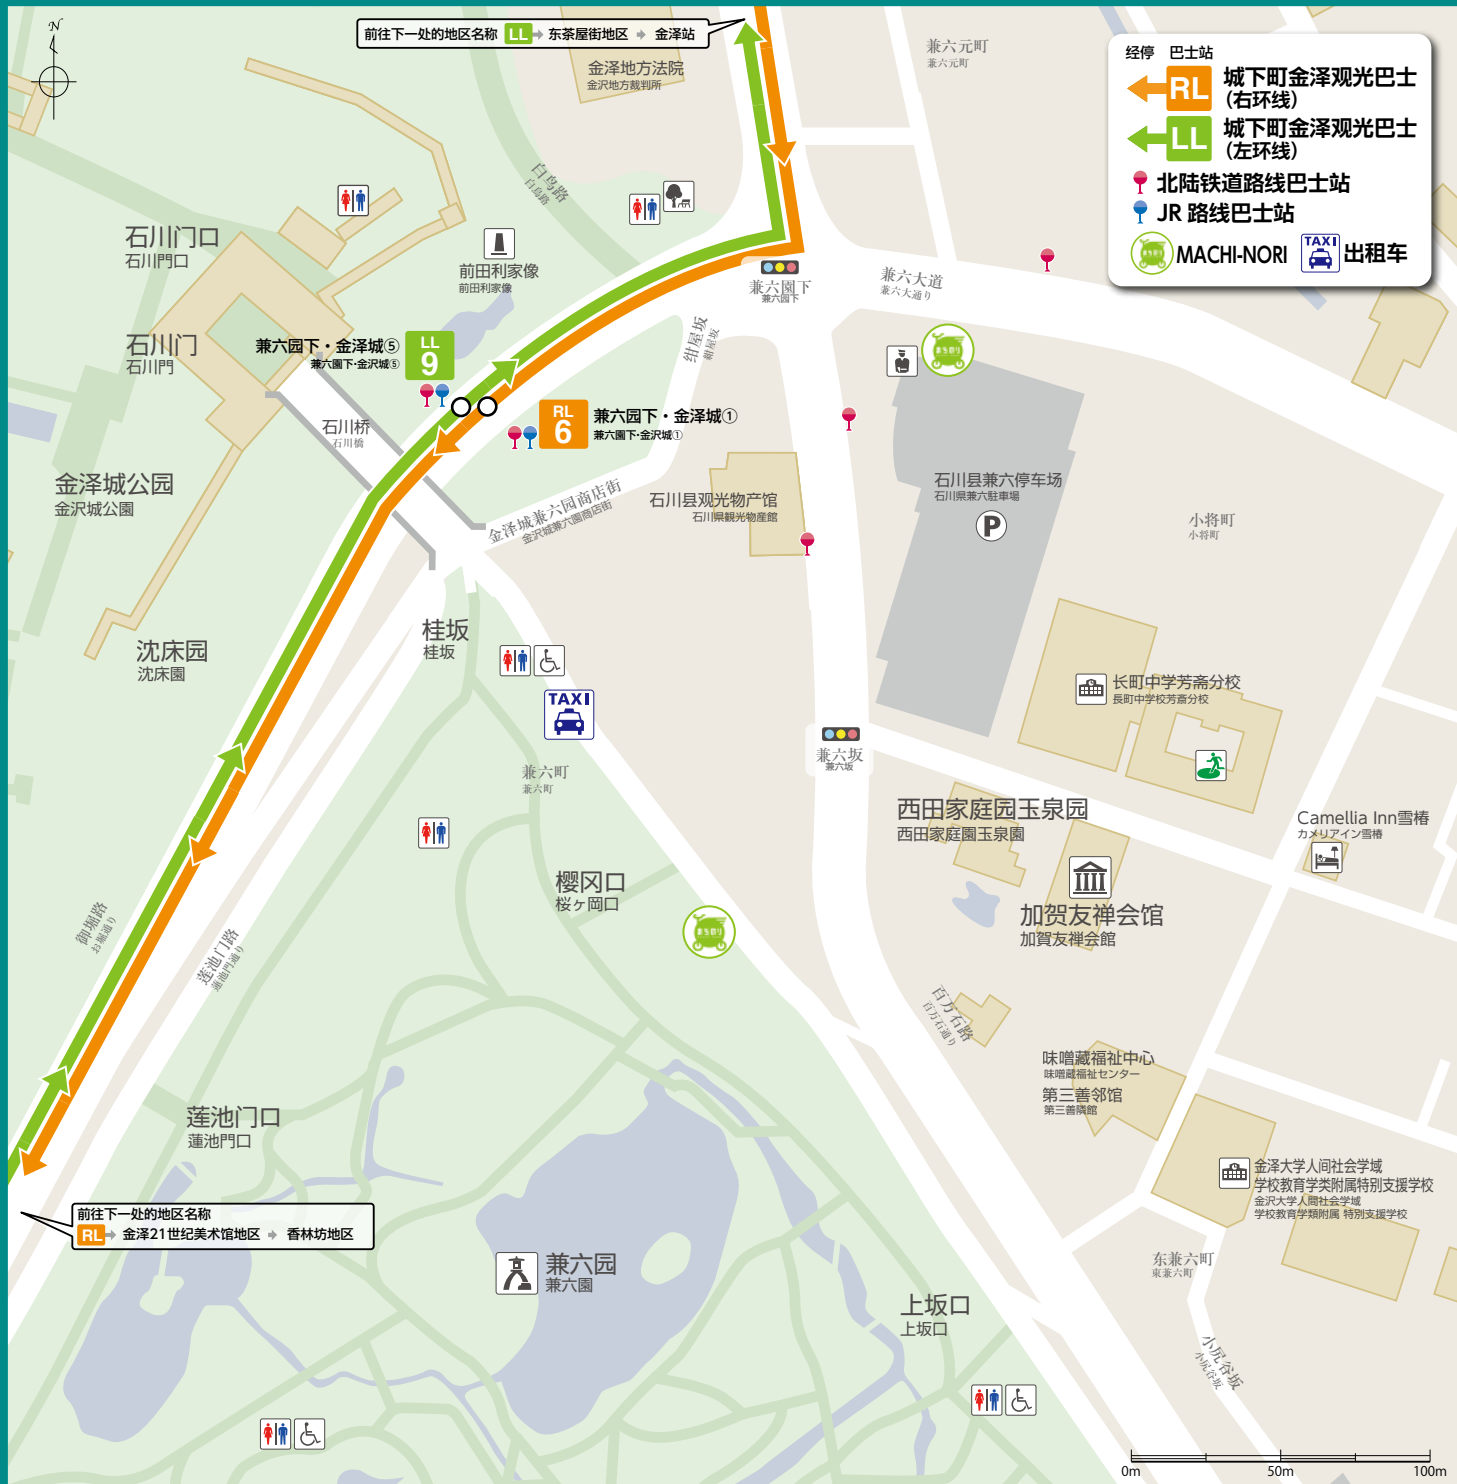 N
前往下一处的地区名称 LL 东茶屋街地区 金泽站
金泽地方法院
金沢地方裁判所
兼六元町
兼六元町
经停 巴士站
RL 城下町金泽观光巴士
(右环线)
LL 城下町金泽观光巴士
(左环线)
北陆铁道路线巴士站
JR 路线巴士站
MACHI-NORI TAXI 出租车
白鸟路
白鳥路
石川门口
石川門口
前田利家像
前田利家像
兼六園下
兼六园下
兼六大道
兼六大通り
石川门
石川門
兼六园下・金泽城⑤
兼六園下・金沢城⑤
LL
9
绀屋坂
紺屋坂
RL
6
兼六园下・金泽城①
兼六園下・金沢城①
石川桥
石川橋
金泽城公园
金沢城公園
金泽城兼六园商店街
金沢城兼六園商店街
石川县观光物产馆
石川県観光物産館
石川县兼六停车场
石川県兼六駐車場
P
小将町
小将町
沈床园
沈床園
桂坂
桂坂
TAXI
长町中学芳斋分校
長町中学校芳斎分校
兼六坂
兼六坂
兼六町
兼六町
西田家庭园玉泉园
西田家庭園玉泉園
Camellia Inn雪椿
カメリアイン雪椿
樱冈口
桜ヶ岡口
加贺友禅会馆
加賀友禅会館
御堀路
お堀通り
莲池门路
蓮池門通り
百万石路
百万石通り
味噌藏福祉中心
味噌蔵福祉センター
第三善邻馆
第三善隣館
莲池门口
蓮池門口
金泽大学人间社会学域
学校教育学类附属特别支援学校
金沢大学人間社会学域
学校教育学類附属 特別支援学校
前往下一处的地区名称
RL 金泽21世纪美术馆地区 香林坊地区
兼六园
兼六園
东兼六町
東兼六町
上坂口
上坂口
小尻谷坂
小尻谷坂
0m 50m 100m